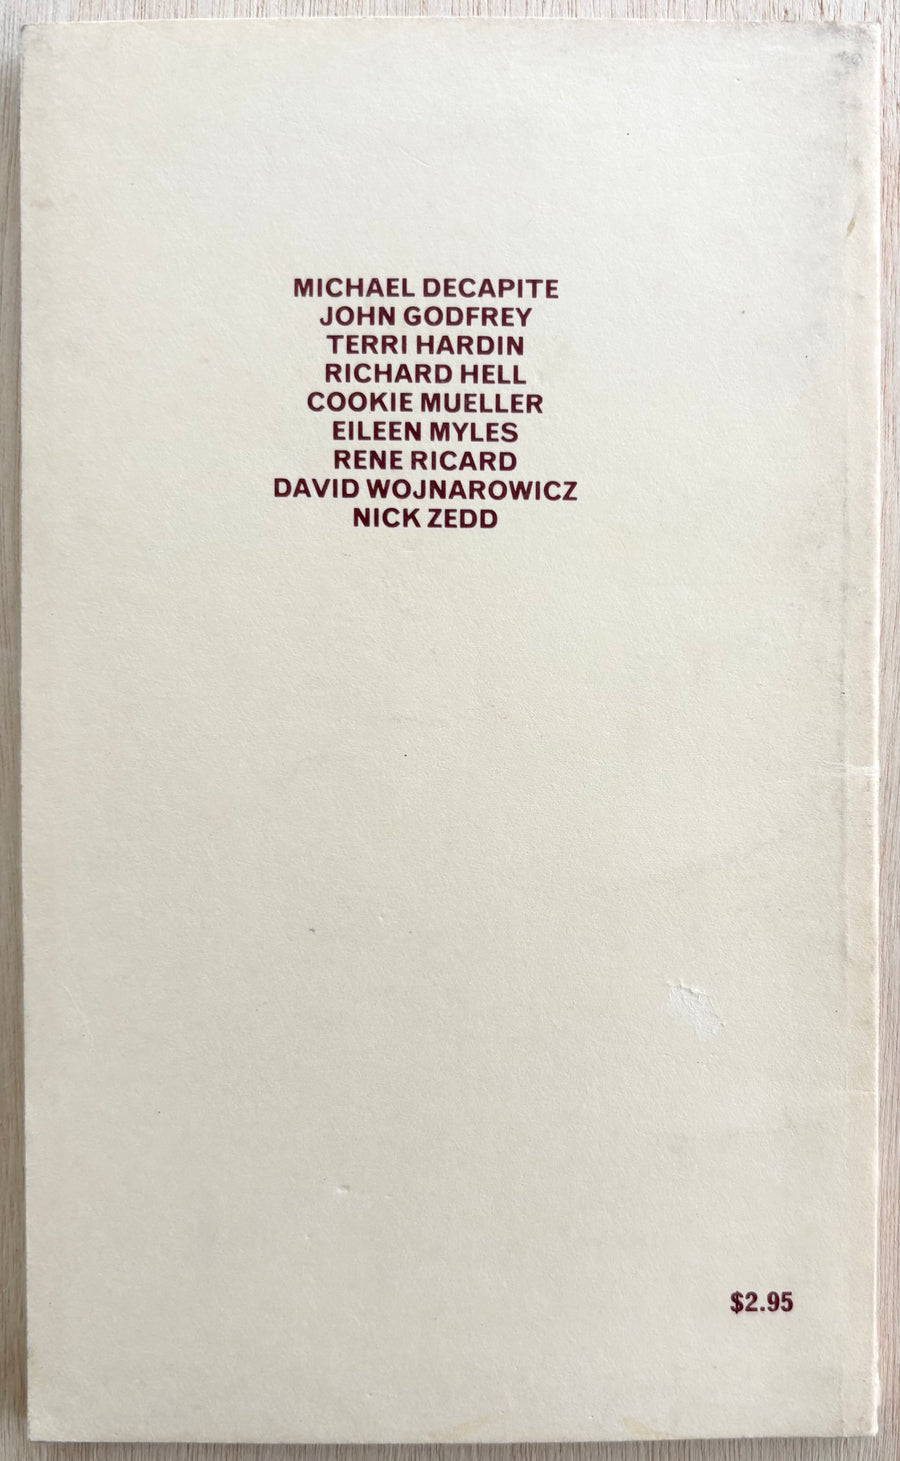 MICHAEL DECAPITE
JOHN GODFREY
TERRI HARDIN
RICHARD HELL
COOKIE MUELLER
EILEEN MYLES
RENE RICARD
DAVID WOJNAROWICZ
NICK ZEDD
$2.95